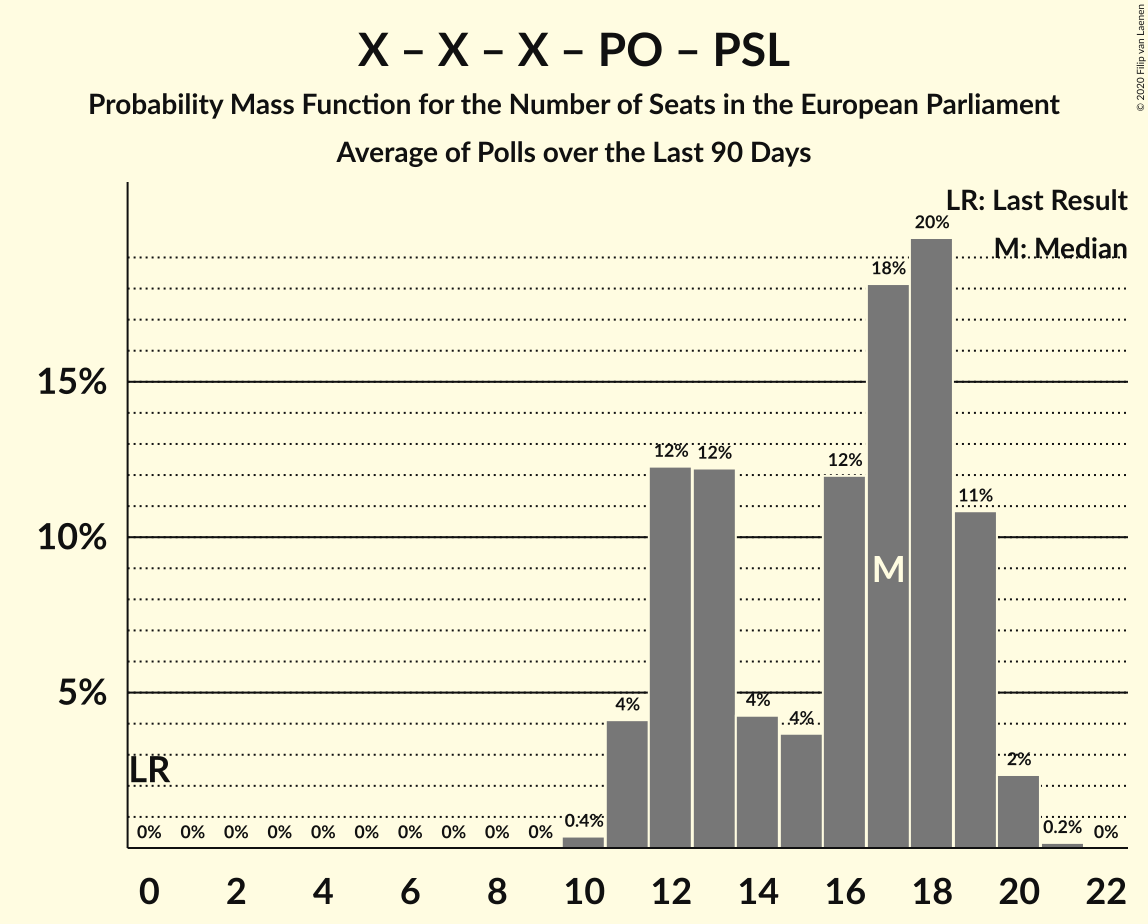 X – X – X – PO – PSL
Probability Mass Function for the Number of Seats in the European Parliament
Average of Polls over the Last 90 Days
© 2020 Filip van Laenen
LR: Last Result
M: Median
20%
18%
15%
12% 12% 12%
11%
10%
M
5%
4% 4% 4%
2%
LR
0% 0% 0% 0% 0% 0% 0% 0% 0% 0% 0.4% 0.2% 0%
0 2 4 6 8 10 12 14 16 18 20 22